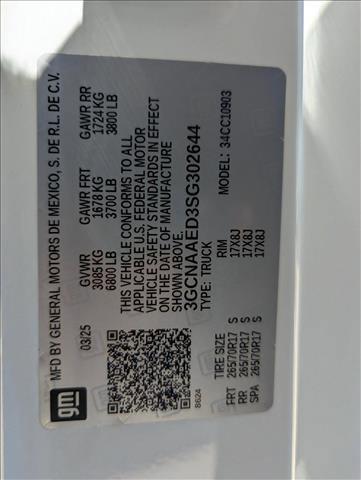 MFD BY GENERAL MOTORS DE MEXICO, S. DE R.L. DE C.V.
03/25 GVWR GAWR FRT GAWR RR
3085 KG 1678 KG 1724 KG
6800 LB 3700 LB 3800 LB
THIS VEHICLE CONFORMS TO ALL
APPLICABLE U.S. FEDERAL MOTOR
VEHICLE SAFETY STANDARDS IN EFFECT
ON THE DATE OF MANUFACTURE
SHOWN ABOVE.
3GCNAAED3SG302644
TYPE: TRUCK MODEL: 34CC10903
gm
8624
TIRE SIZE RIM
FRT 265/70R17 S 17X8J
RR 265/70R17 S 17X8J
SPA 265/70R17 S 17X8J